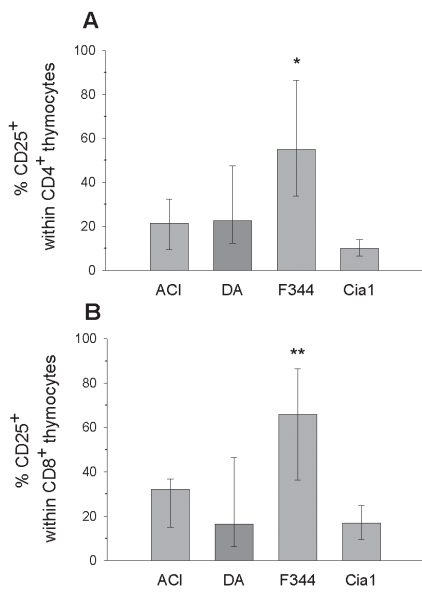 A
% CD25+
within CD4+ thymocytes
100
80
60
40
20
0
*
ACI DA F344 Cia1
B
% CD25+
within CD8+ thymocytes
100
80
60
40
20
0
**
ACI DA F344 Cia1